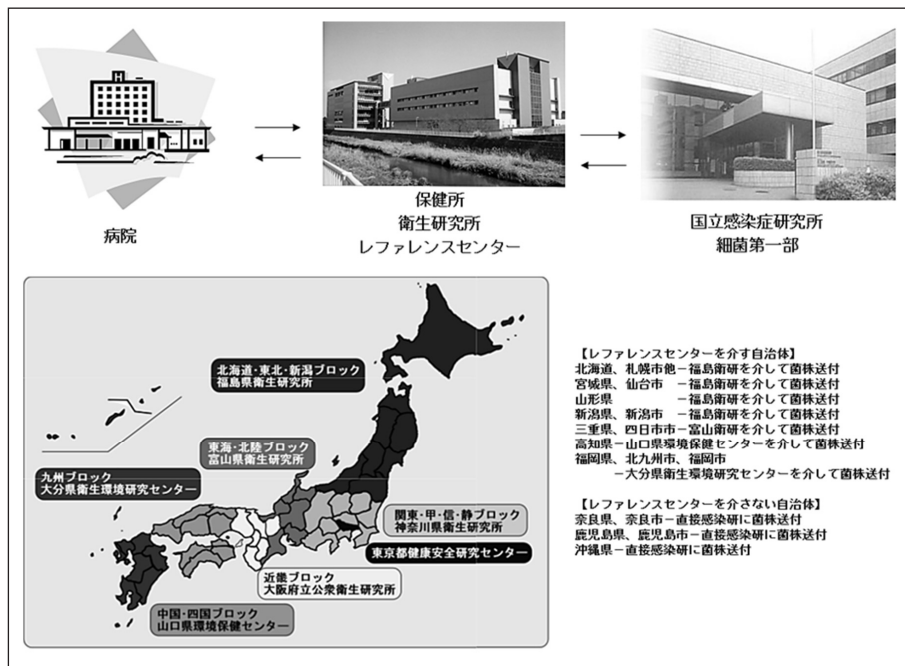 病院
保健所
衛生研究所
レファレンスセンター
国立感染症研究所
細菌第一部
北海道・東北・新潟ブロック
福島県衛生研究所
東海・北陸ブロック
富山県衛生研究所
九州ブロック
大分県衛生環境研究センター
関東・甲・信・静ブロック
神奈川県衛生研究所
東京都健康安全研究センター
近畿ブロック
大阪府立公衆衛生研究所
中国・四国ブロック
山口県環境保健センター
【レファレンスセンターを介す自治体】
北海道、札幌市他－福島衛研を介して菌株送付
宮城県、仙台市 －福島衛研を介して菌株送付
山形県 －福島衛研を介して菌株送付
新潟県、新潟市 －福島衛研を介して菌株送付
三重県、四日市市－富山衛研を介して菌株送付
高知県－山口県環境保健センターを介して菌株送付
福岡県、北九州市、福岡市
－大分県衛生環境研究センターを介して菌株送付
【レファレンスセンターを介さない自治体】
奈良県、奈良市－直接感染研に菌株送付
鹿児島県、鹿児島市－直接感染研に菌株送付
沖縄県－直接感染研に菌株送付